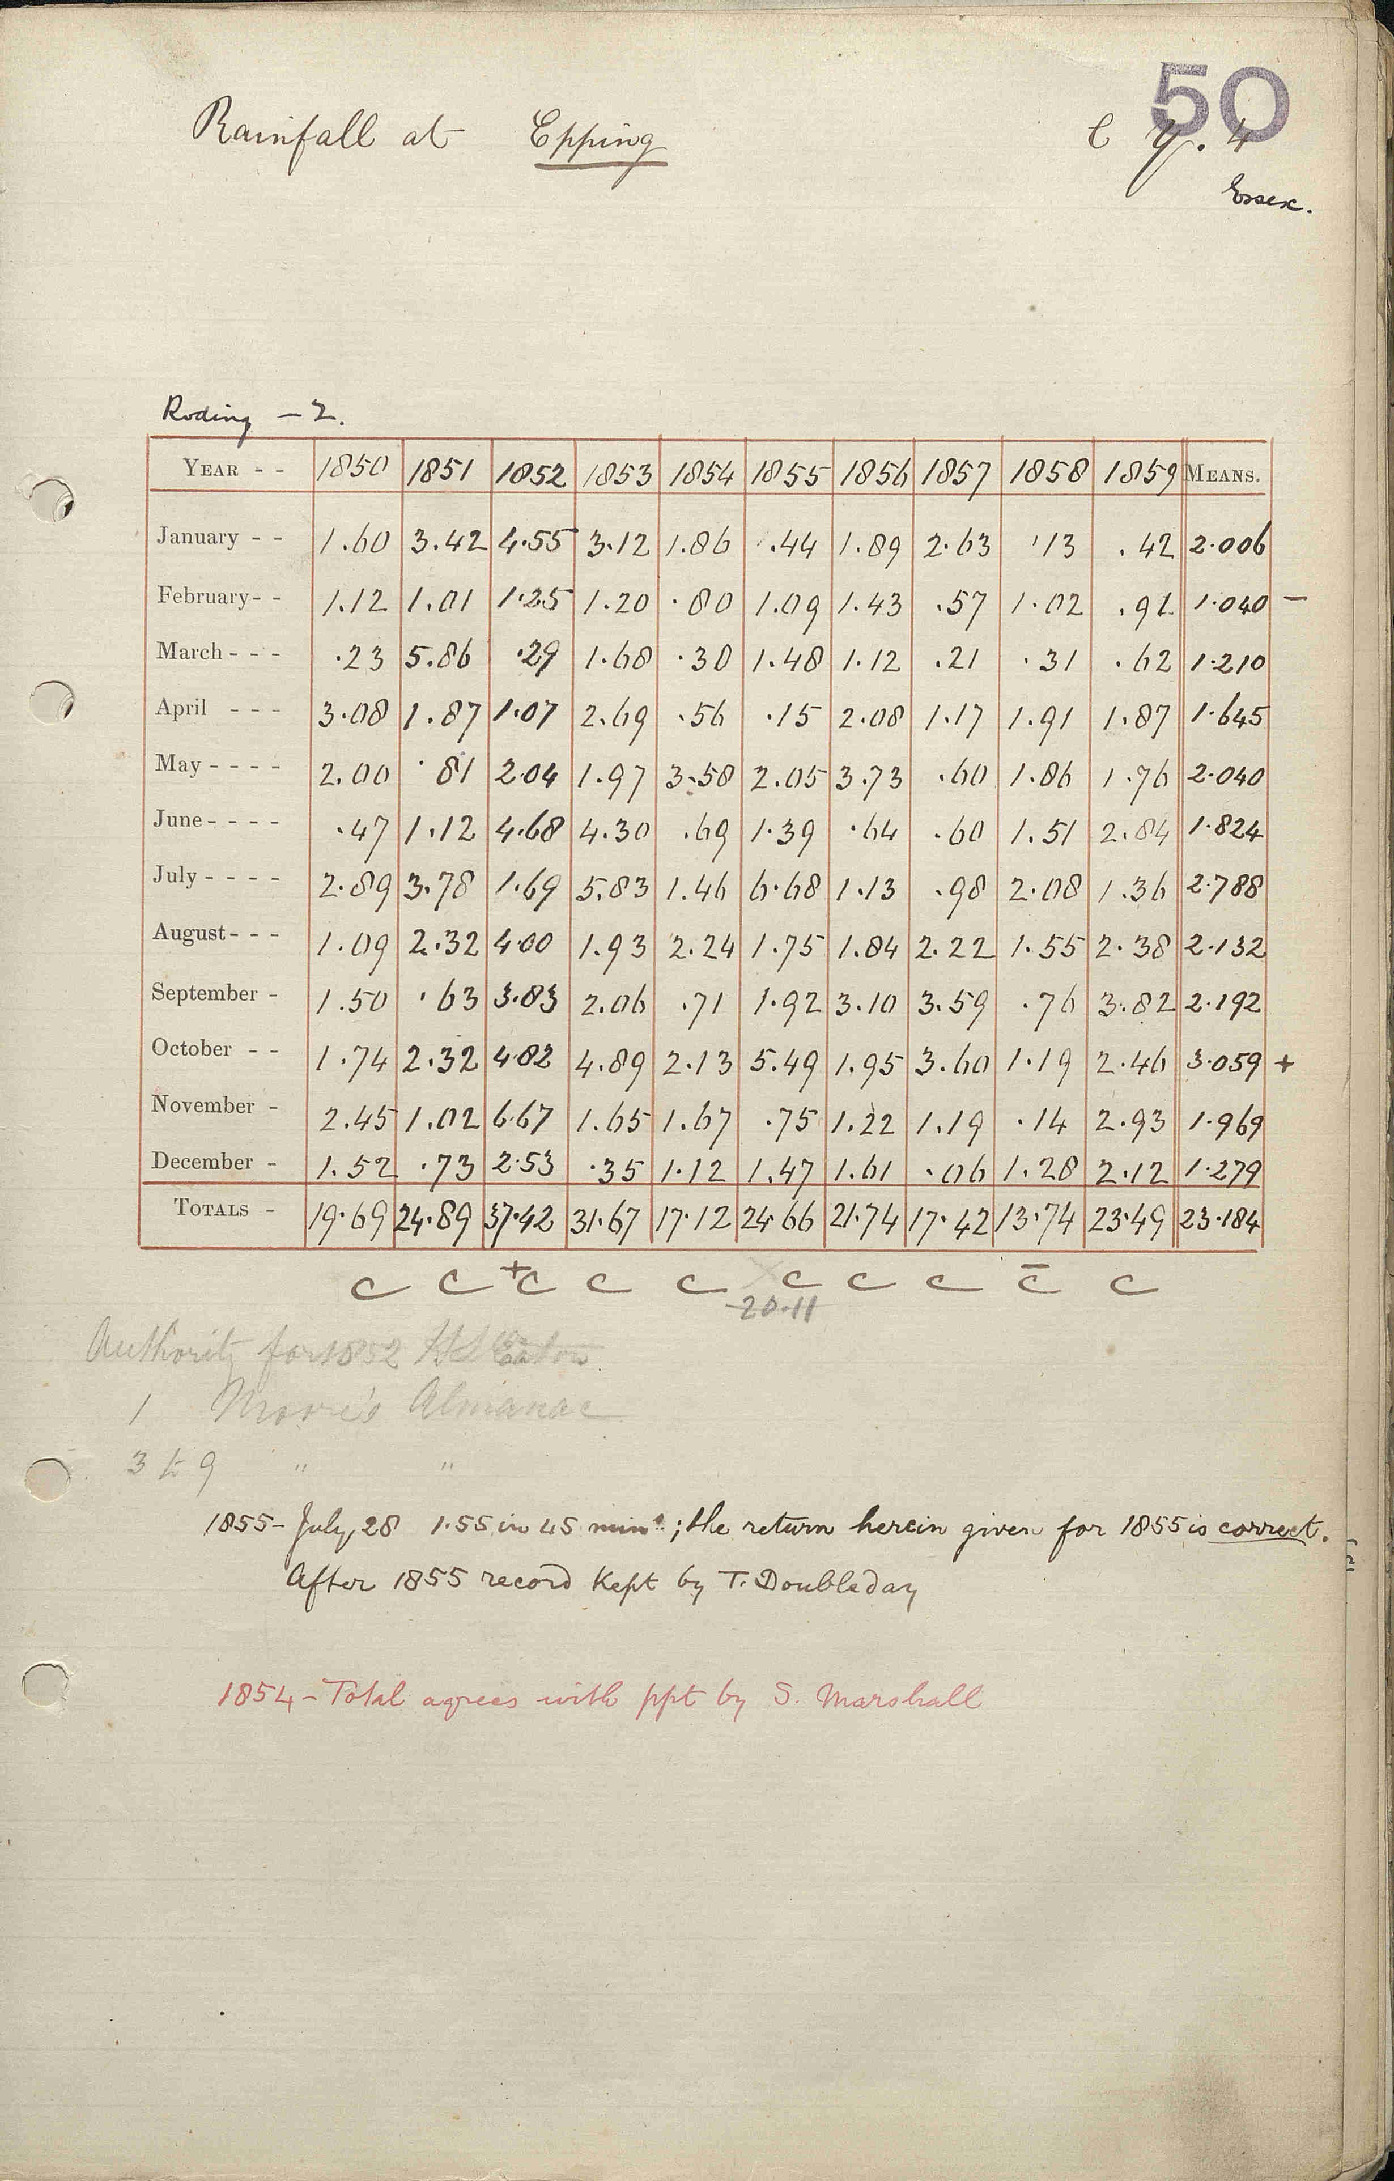 50
Rainfall at Epping
C 4
Essex.
Roding - 2.
YEAR - - 1850 1851 1852 1853 1854 1855 1856 1857 1858 1859 MEANS.
January - - 1.60 3.42 4.55 3.12 1.86 .44 1.89 2.63 .13 .42 2.006
February - - 1.12 1.01 1.25 1.20 .80 1.09 1.43 .57 1.02 .91 1.040 -
March - - - .23 5.86 .29 1.68 .30 1.48 1.12 .21 .31 .62 1.210
April - - - 3.08 1.87 1.07 2.69 .56 .15 2.08 1.17 1.91 1.87 1.645
May - - - - 2.00 .81 2.04 1.97 3.58 2.05 3.73 .60 1.86 1.76 2.040
June - - - - .47 1.12 4.68 4.30 .69 1.39 .64 .60 1.51 2.84 1.824
July - - - - 2.89 3.78 1.69 5.83 1.46 6.68 1.13 .98 2.08 1.36 2.788
August - - - 1.09 2.32 4.00 1.93 2.24 1.75 1.84 2.22 1.55 2.38 2.132
September - 1.50 .63 3.83 2.06 .71 1.92 3.10 3.59 .76 3.82 2.192
October - - 1.74 2.32 4.82 4.89 2.13 5.49 1.95 3.60 1.19 2.46 3.059 +
November - 2.45 1.02 6.67 1.65 1.67 .75 1.22 1.19 .14 2.93 1.969
December - 1.52 .73 2.53 .35 1.12 1.47 1.61 .06 1.28 2.12 1.279
TOTALS - 19.69 24.89 37.42 31.67 17.12 24.66 21.74 17.42 13.74 23.49 23.184
C C + C C C C C C - C C
20.11
Authority for 1852 H S Eaton
1 Moore's Almanac
3 to 9 " "
1855 - July, 28 1.55 in 45 mins; the return herein given for 1855 is correct.
After 1855 record kept by T. Doubleday
1854 - Total agrees with ppt by S. Marshall